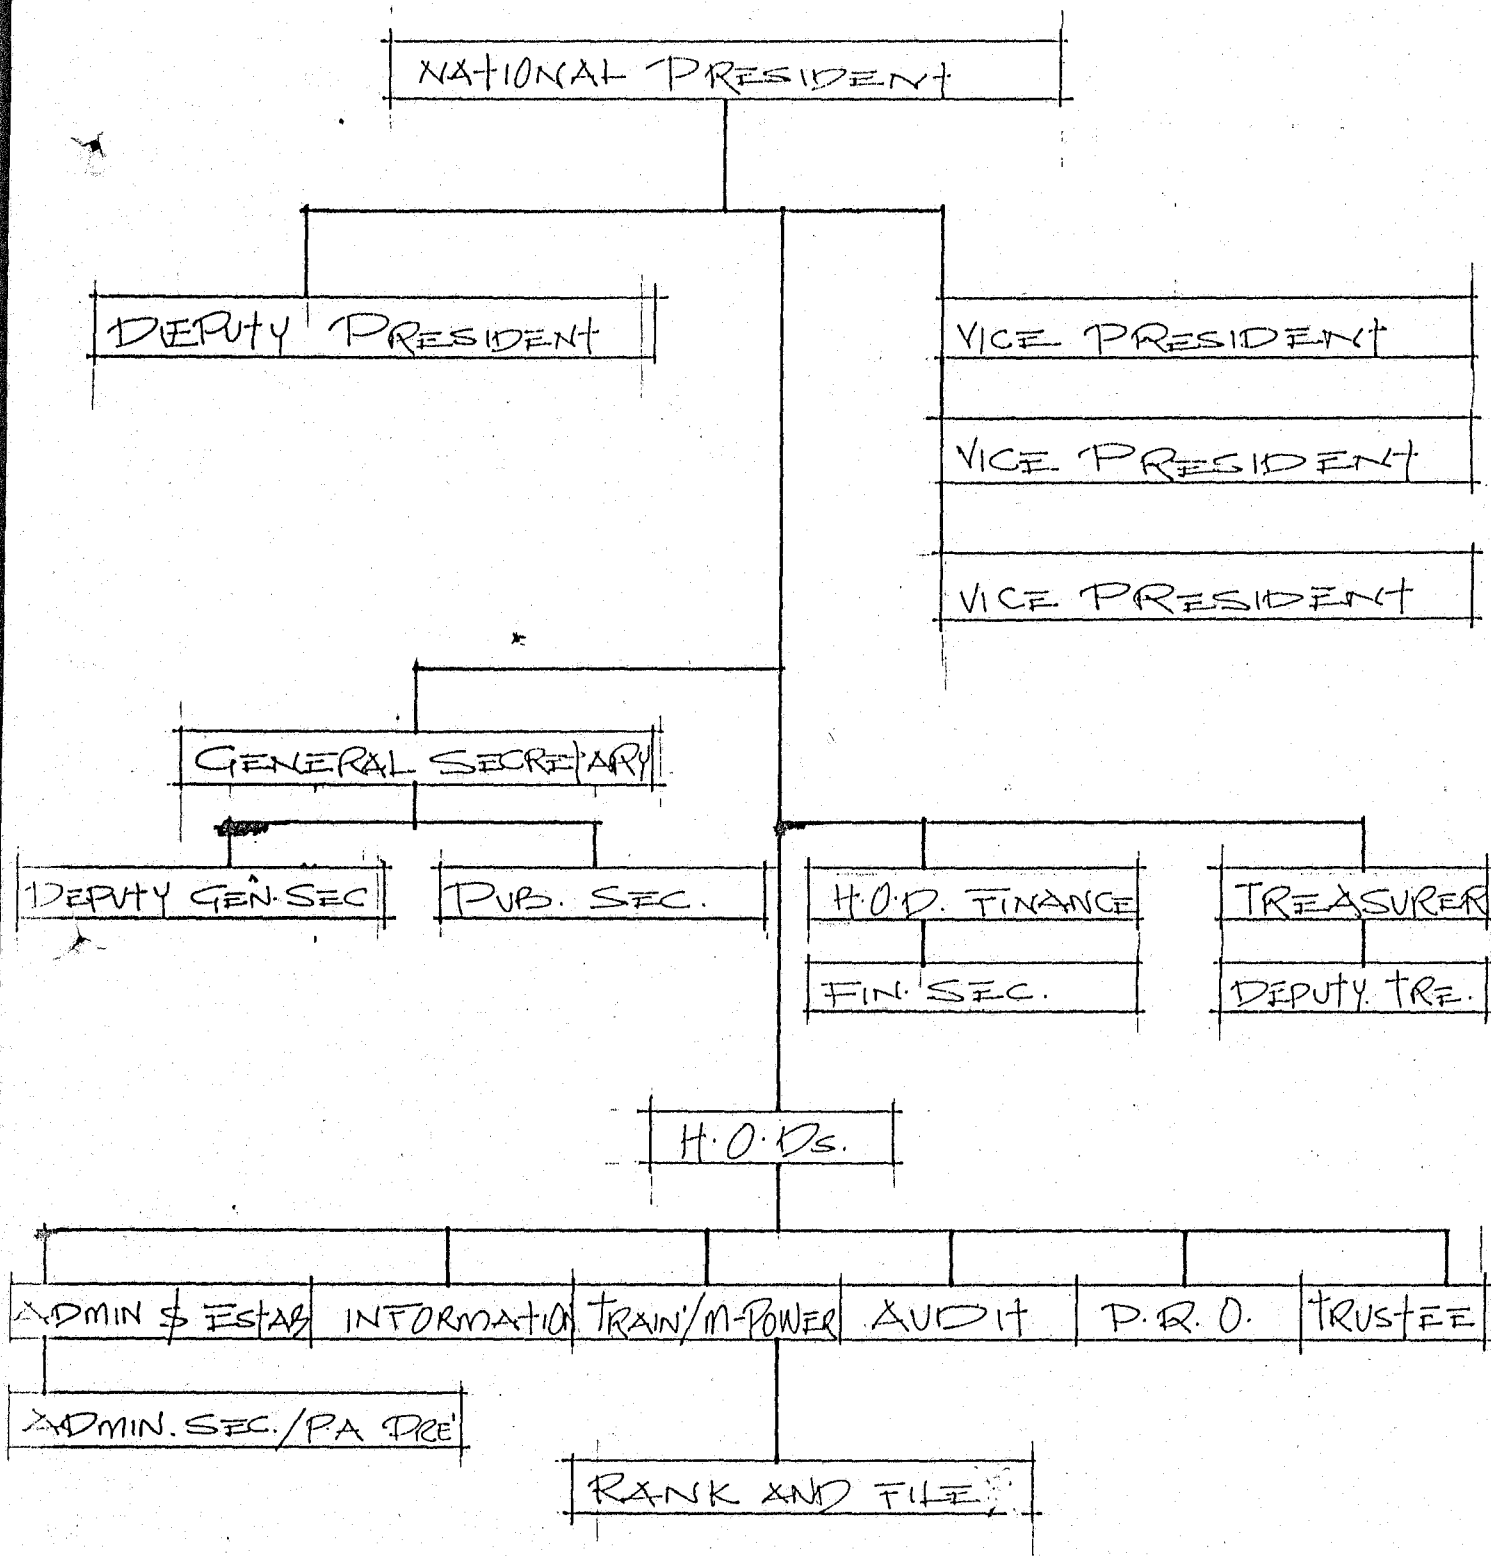 NATIONAL PRESIDENT
DEPUTY PRESIDENT
VICE PRESIDENT
VICE PRESIDENT
VICE PRESIDENT
GENERAL SECRETARY
DEPUTY GEN. SEC
PUB. SEC.
H.O.D. FINANCE
TREASURER
FIN. SEC.
DEPUTY. TRE.
H.O.Ds.
ADMIN $ ESTAB
INFORMATION
TRAIN'/M-POWER
AUDIT
P.R.O.
TRUSTEE
ADMIN. SEC./P.A PRE'
RANK AND FILE